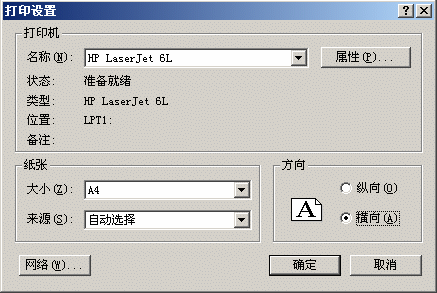 打印设置
打印机
名称(N): HP LaserJet 6L 属性(P)...
状态: 准备就绪
类型: HP LaserJet 6L
位置: LPT1:
备注:
纸张
大小(Z): A4
来源(S): 自动选择
方向
A
纵向(O)
横向(A)
网络(W)... 确定 取消